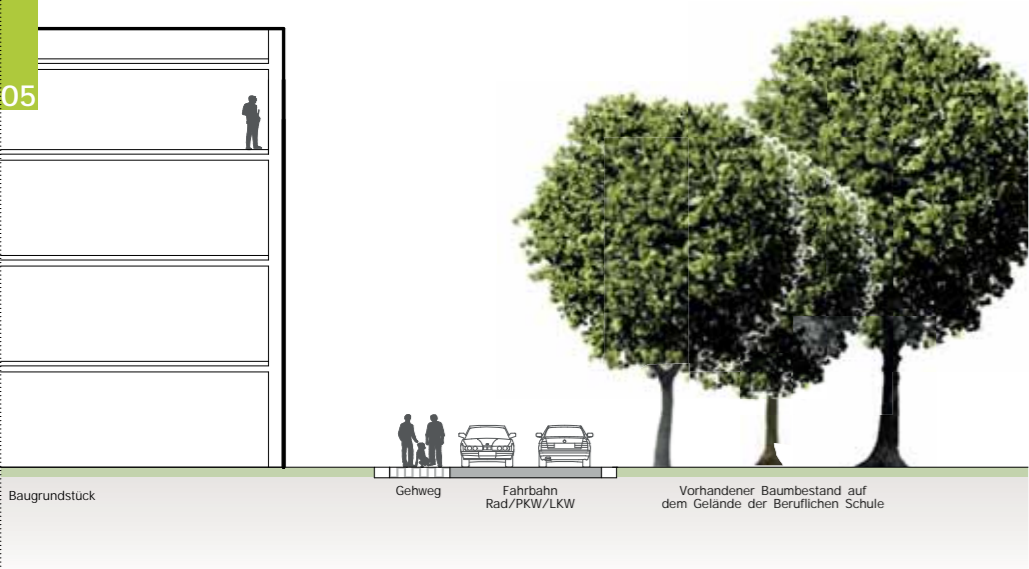 05
Baugrundstück
Gehweg
Fahrbahn
Rad/PKW/LKW
Vorhandener Baumbestand auf
dem Gelände der Beruflichen Schule